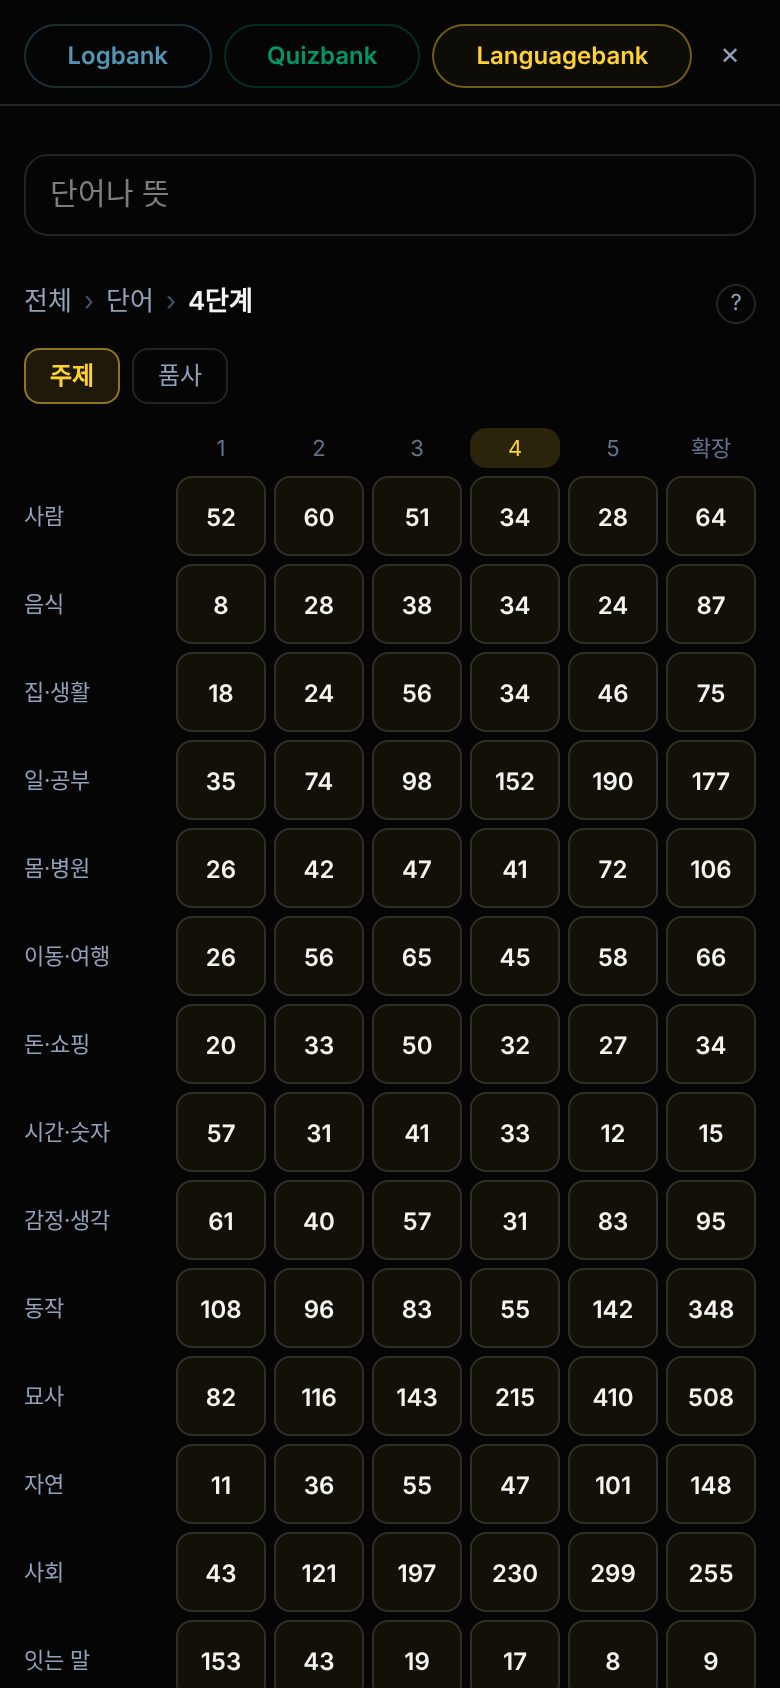 Logbank Quizbank Languagebank ✕
단어나 뜻
전체 › 단어 › 4단계 ?
주제 품사
1 2 3 4 5 확장
사람 52 60 51 34 28 64
음식 8 28 38 34 24 87
집·생활 18 24 56 34 46 75
일·공부 35 74 98 152 190 177
몸·병원 26 42 47 41 72 106
이동·여행 26 56 65 45 58 66
돈·쇼핑 20 33 50 32 27 34
시간·숫자 57 31 41 33 12 15
감정·생각 61 40 57 31 83 95
동작 108 96 83 55 142 348
묘사 82 116 143 215 410 508
자연 11 36 55 47 101 148
사회 43 121 197 230 299 255
잇는 말 153 43 19 17 8 9